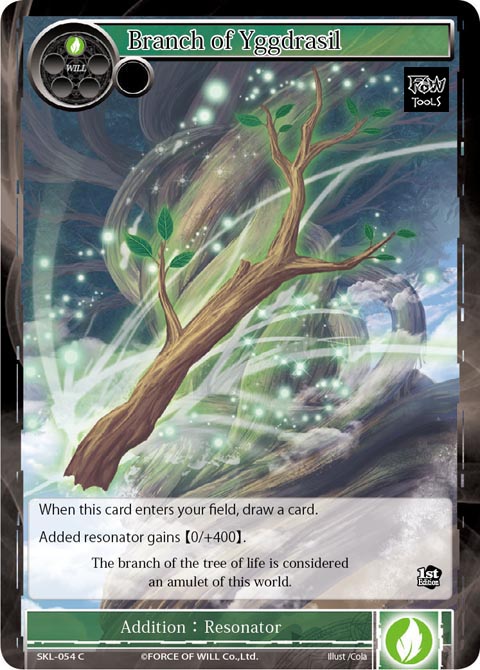 Branch of Yggdrasil
WILL
FOW
TOOLS
When this card enters your field, draw a card.
Added resonator gains 【0/+400】.
The branch of the tree of life is considered
an amulet of this world.
1st
Edition
Addition : Resonator
SKL-054 C ©FORCE OF WILL Co.,Ltd. Illust /Cola